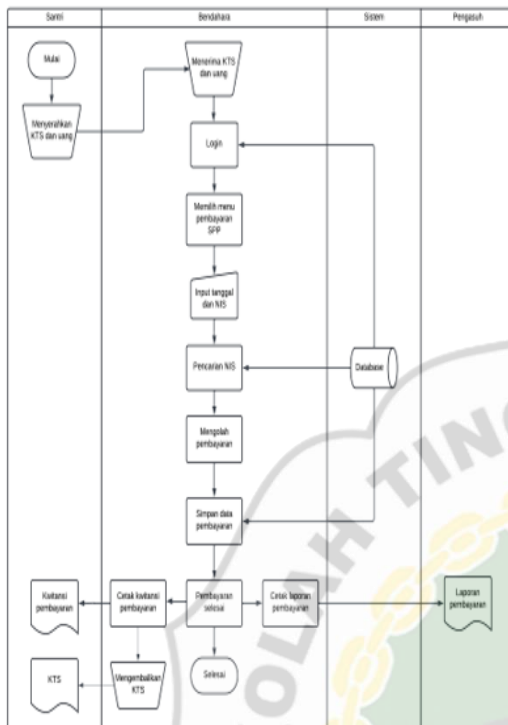 Santri
Bendahara
Sistem
Pengasuh
Mulai
Menerima KTS
dan uang
Menyerahkan
KTS dan uang
Login
Memilih menu
pembayaran
SPP
Input tanggal
dan NIS
Pencarian NIS
Database
Mengolah
pembayaran
Simpan data
pembayaran
Kwitansi
pembayaran
Cetak kwitansi
pembayaran
Pembayaran
selesai
Cetak laporan
pembayaran
Laporan
pembayaran
KTS
Mengembalikan
KTS
Selesai
OLAH TING